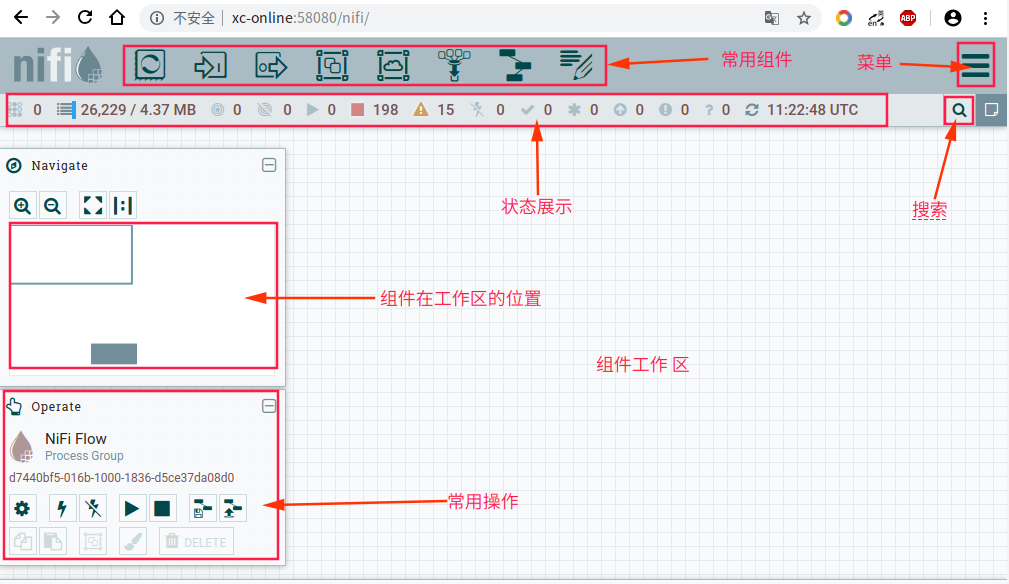 不安全 xc-online:58080/nifi/
nifi
常用组件
菜单
0 26,229 / 4.37 MB 0 0 0 198 15 0 0 0 0 0 0 11:22:48 UTC
状态展示
搜索
Navigate
组件在工作区的位置
组件工作 区
Operate
NiFi Flow
Process Group
d7440bf5-016b-1000-1836-d5ce37da08d0
常用操作
DELETE